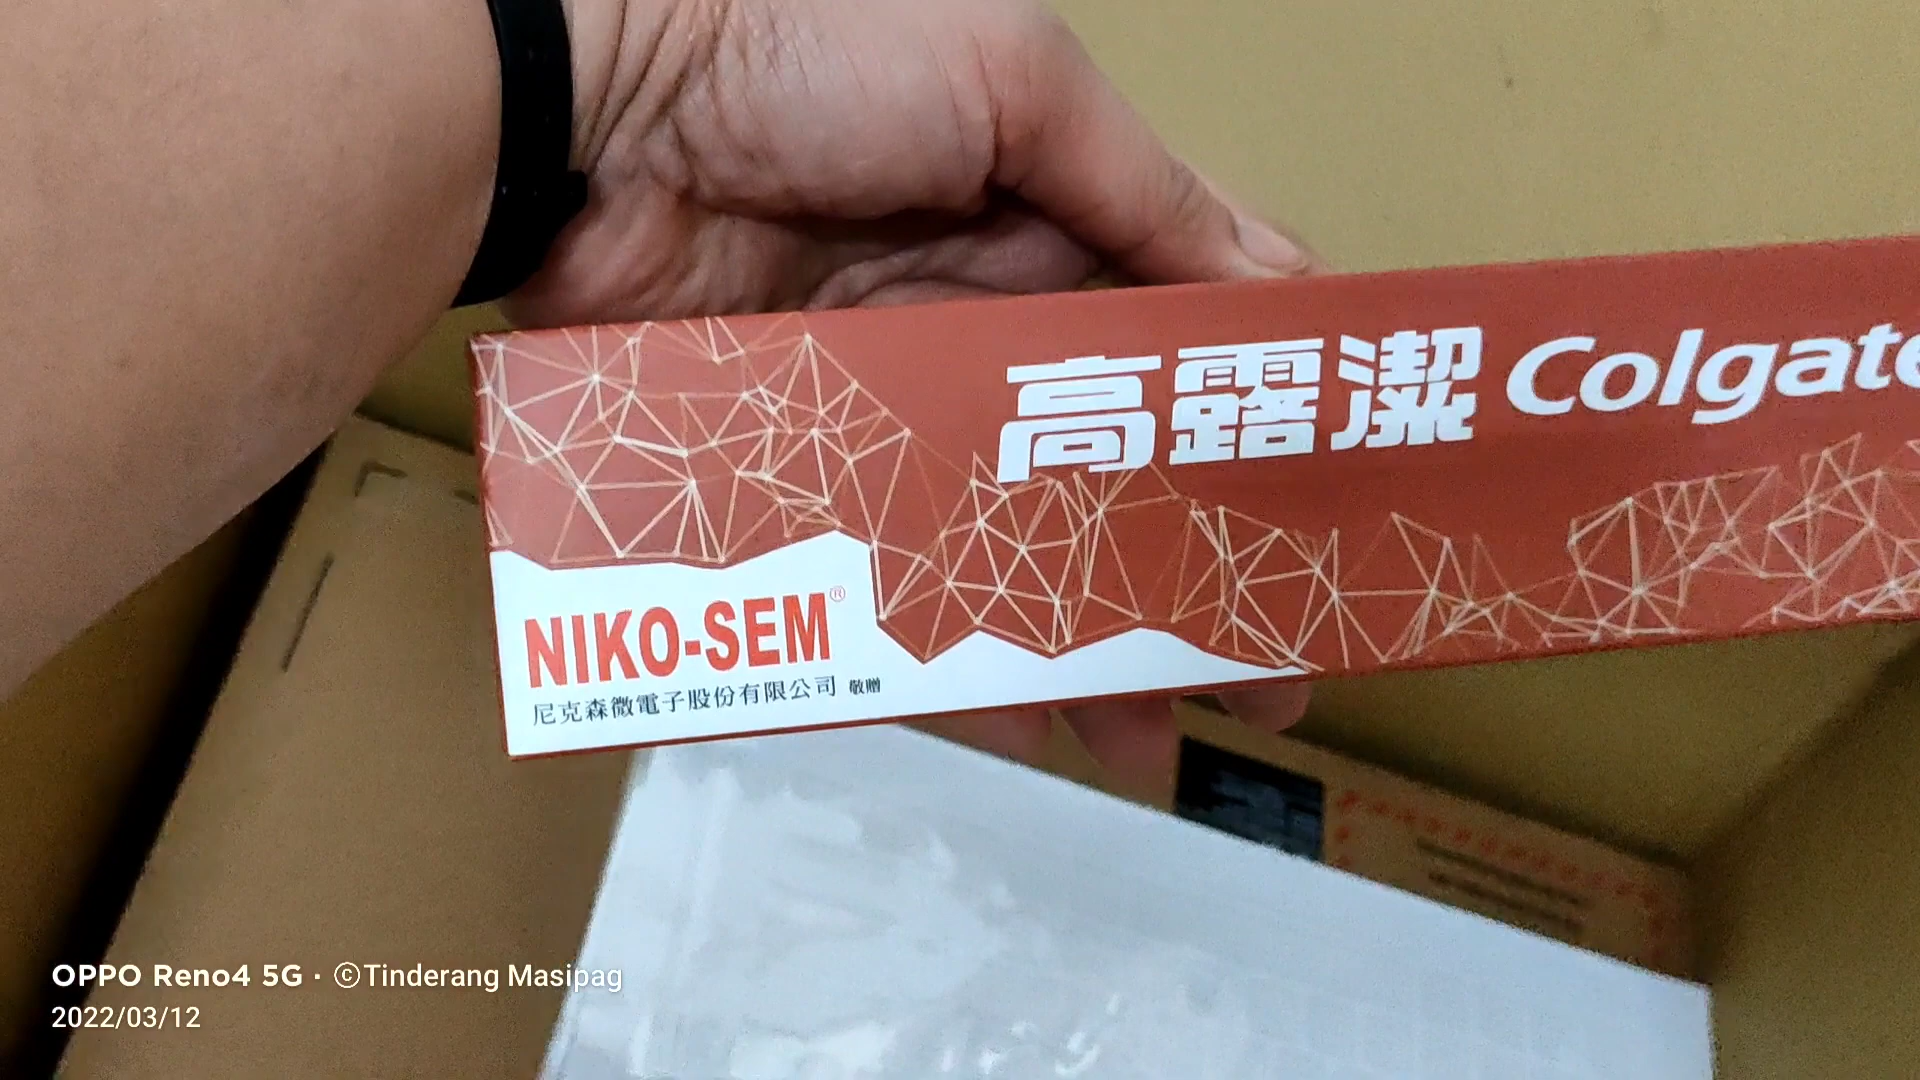 高露潔 Colgate
NIKO-SEM®
尼克森微電子股份有限公司 敬贈
OPPO Reno4 5G · ©Tinderang Masipag
2022/03/12